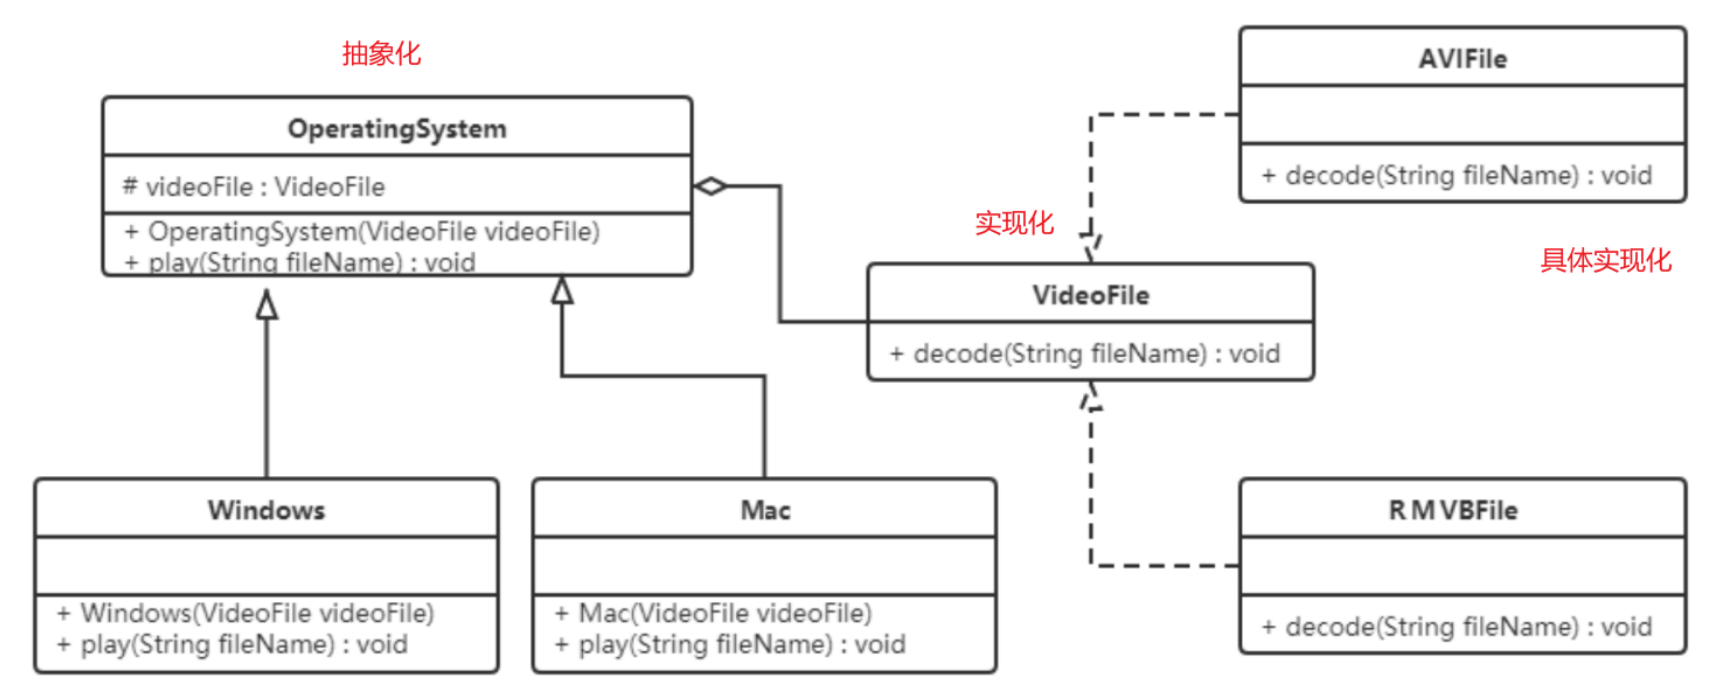 抽象化
OperatingSystem
# videoFile : VideoFile
+ OperatingSystem(VideoFile videoFile)
+ play(String fileName) : void
Windows
+ Windows(VideoFile videoFile)
+ play(String fileName) : void
Mac
+ Mac(VideoFile videoFile)
+ play(String fileName) : void
实现化
VideoFile
+ decode(String fileName) : void
AVIFile
+ decode(String fileName) : void
具体实现化
RMVBFile
+ decode(String fileName) : void